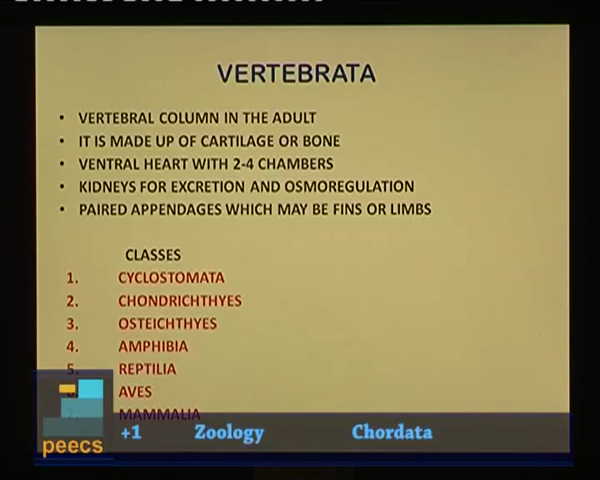 VERTEBRATA
• VERTEBRAL COLUMN IN THE ADULT
• IT IS MADE UP OF CARTILAGE OR BONE
• VENTRAL HEART WITH 2-4 CHAMBERS
• KIDNEYS FOR EXCRETION AND OSMOREGULATION
• PAIRED APPENDAGES WHICH MAY BE FINS OR LIMBS
CLASSES
1. CYCLOSTOMATA
2. CHONDRICHTHYES
3. OSTEICHTHYES
4. AMPHIBIA
5. REPTILIA
6. AVES
7. MAMMALIA
peecs
+1 Zoology Chordata